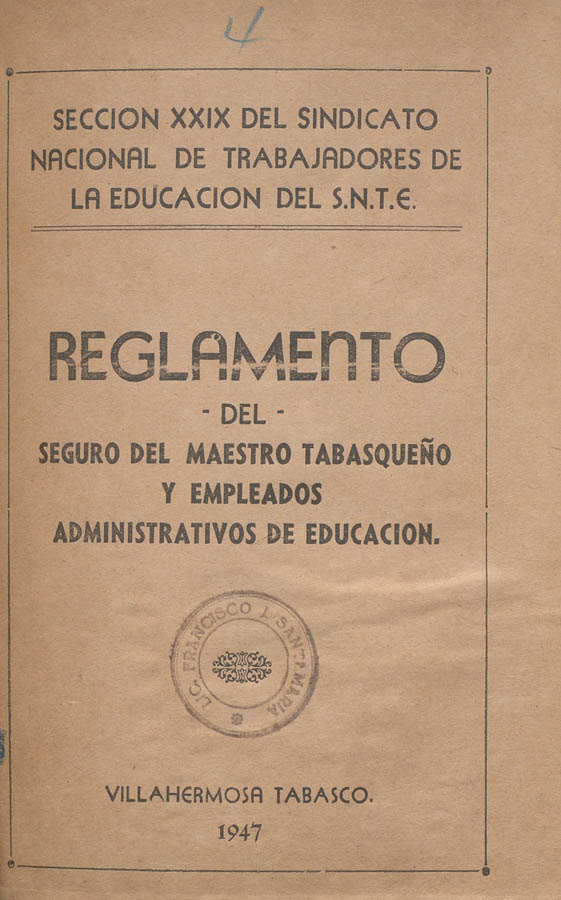 4
SECCION XXIX DEL SINDICATO
NACIONAL DE TRABAJADORES DE
LA EDUCACION DEL S.N.T.E.
REGLAMENTO
- DEL -
SEGURO DEL MAESTRO TABASQUEÑO
Y EMPLEADOS
ADMINISTRATIVOS DE EDUCACION.
LIC. FRANCISCO J. SANTAMARIA
VILLAHERMOSA TABASCO.
1947